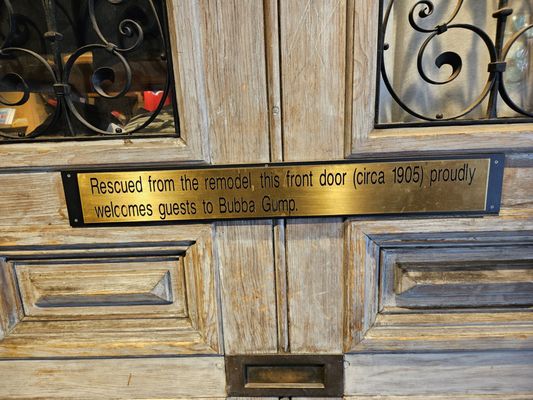 Rescued from the remodel, this front door (circa 1905) proudly
welcomes guests to Bubba Gump.